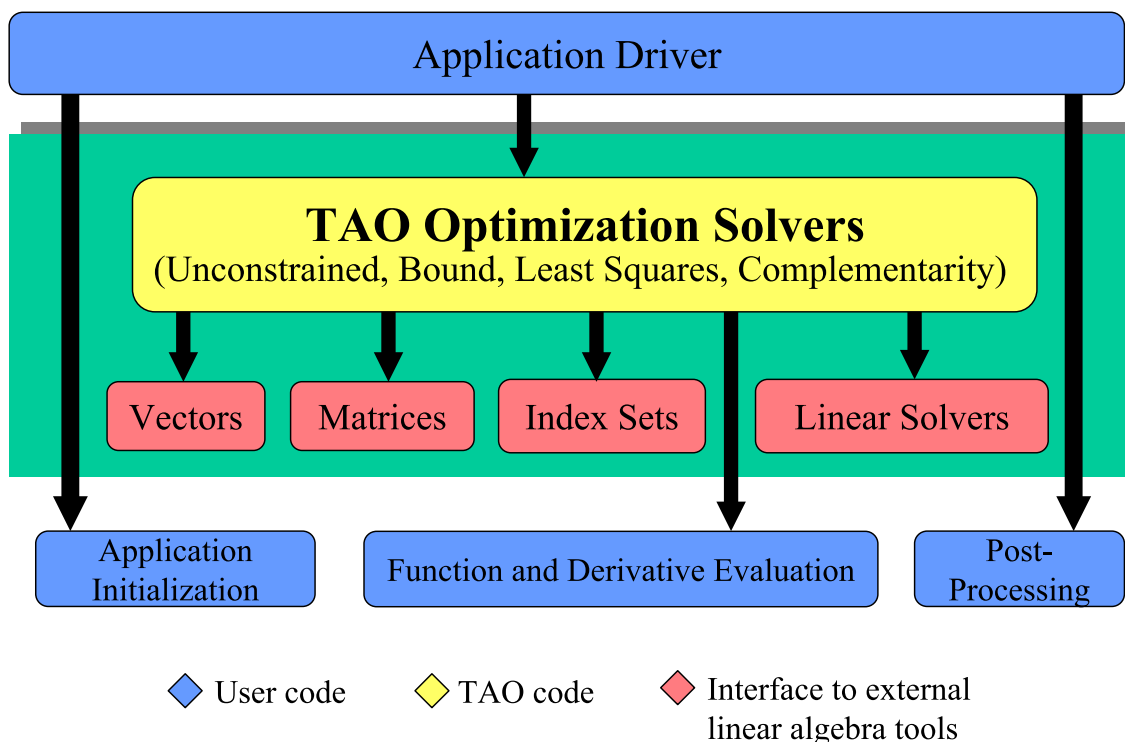 Application Driver
TAO Optimization Solvers
(Unconstrained, Bound, Least Squares, Complementarity)
Vectors
Matrices
Index Sets
Linear Solvers
Application
Initialization
Function and Derivative Evaluation
Post-
Processing
User code
TAO code
Interface to external
linear algebra tools